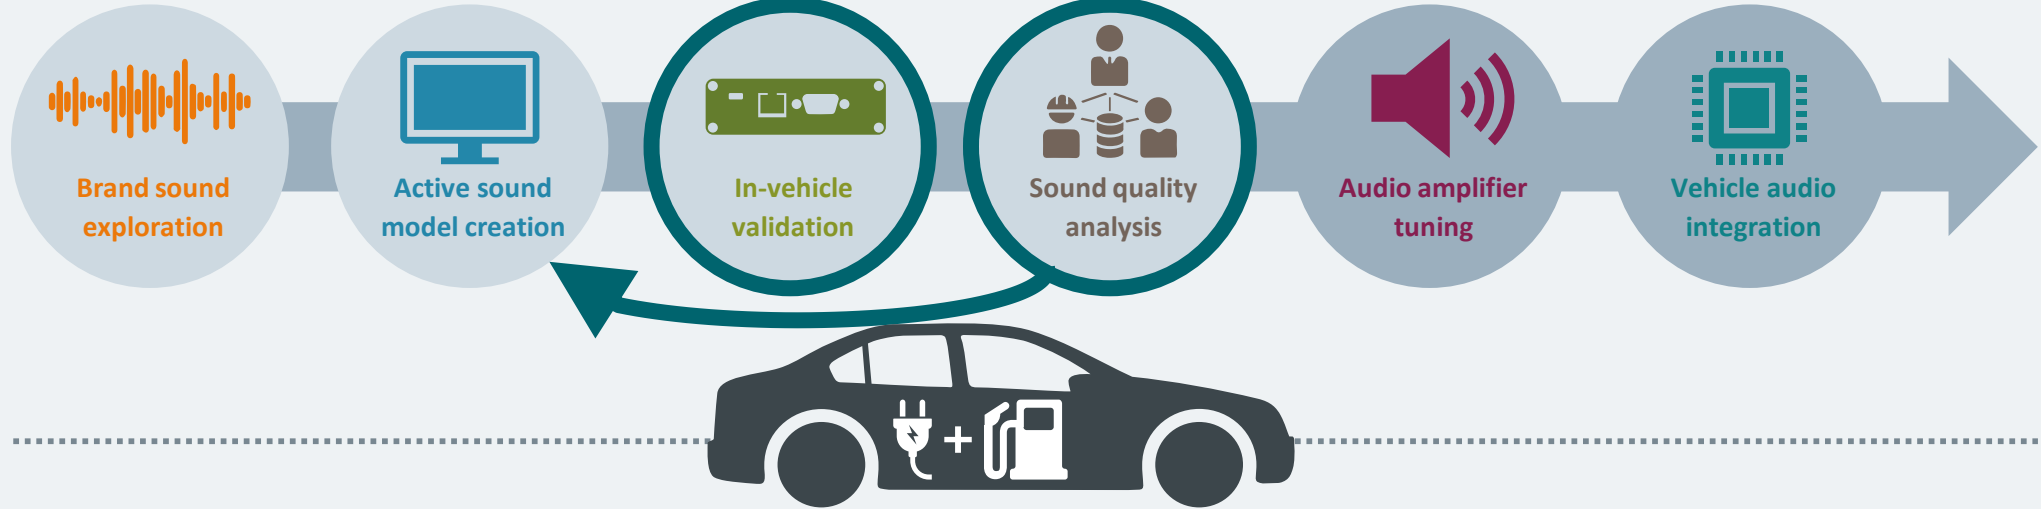 Brand sound
exploration
Active sound
model creation
In-vehicle
validation
Sound quality
analysis
Audio amplifier
tuning
Vehicle audio
integration